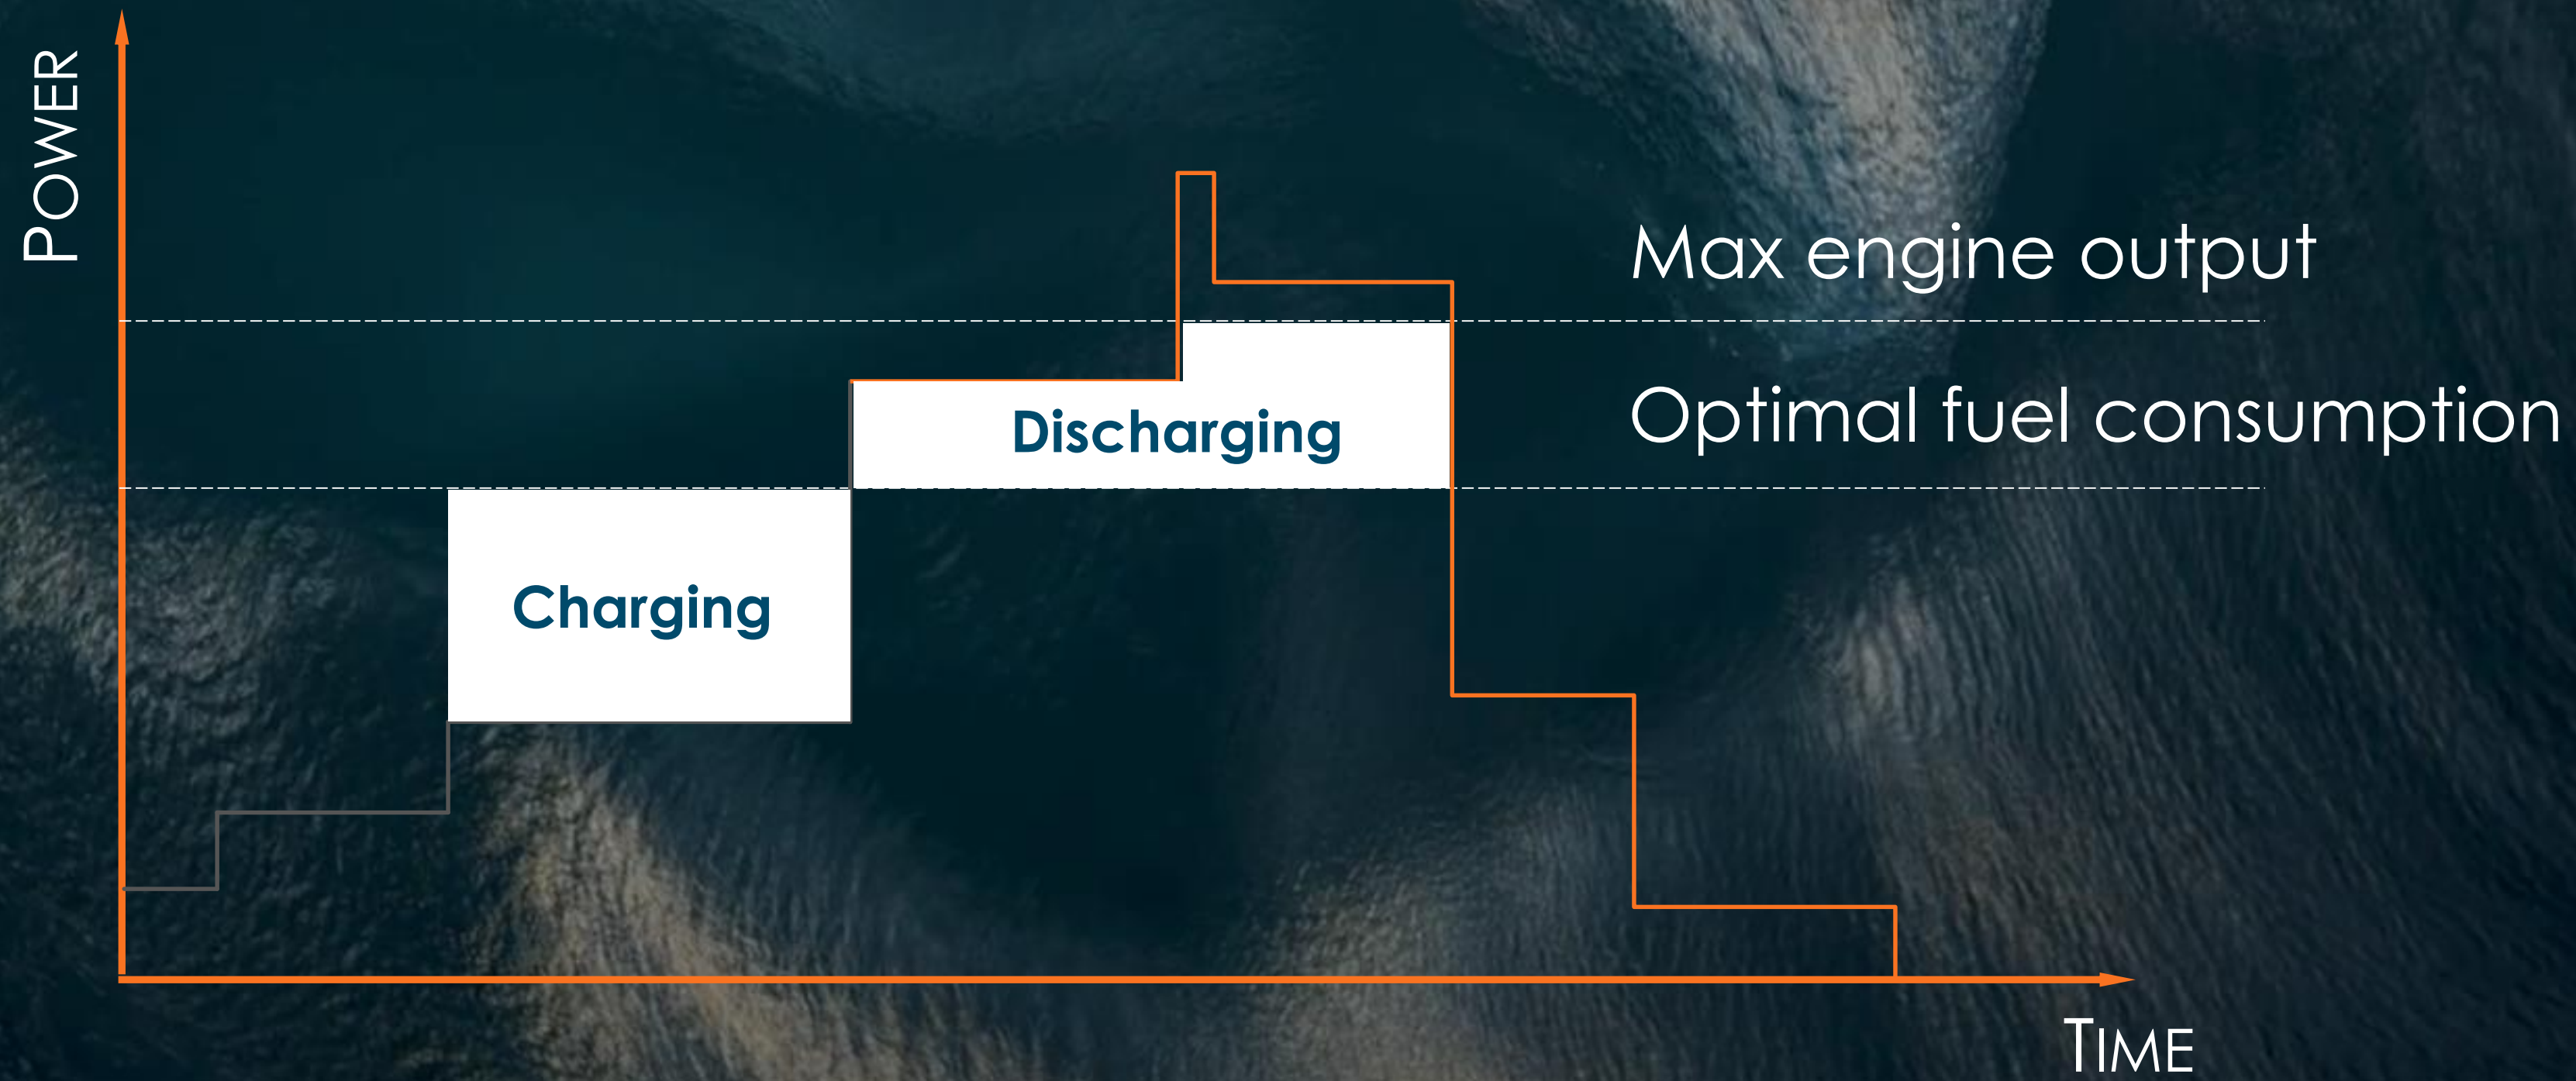 POWER
Max engine output
Optimal fuel consumption
Discharging
Charging
TIME